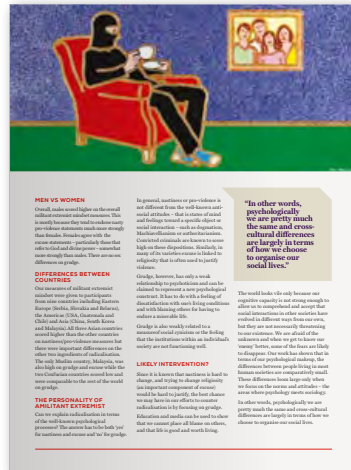 MEN VS WOMEN
Overall, males scored higher on the overall
militant extremist mindset measures. This
is mostly because they tend to endorse nasty
pro-violence statements much more strongly
than females. Females agree with the
excuse statements – particularly those that
refer to God and divine power – somewhat
more strongly than males. There are no sex
differences on grudge.
DIFFERENCES BETWEEN
COUNTRIES
Our measures of militant extremist
mindset were given to participants
from nine countries including Eastern
Europe (Serbia, Slovakia and Belarus),
the Americas (USA, Guatemala and
Chile) and Asia (China, South Korea
and Malaysia). All three Asian countries
scored higher than the other countries
on nastiness/pro-violence measures but
there were important differences on the
other two ingredients of radicalisation.
The only Muslim country, Malaysia, was
also high on grudge and excuse while the
two Confucian countries scored low and
were comparable to the rest of the world
on grudge.
THE PERSONALITY OF
A MILITANT EXTREMIST
Can we explain radicalisation in terms
of the well-known psychological
processes? The answer has to be both 'yes'
for nastiness and excuse and 'no' for grudge.
In general, nastiness or pro-violence is
not different from the well-known anti-
social attitudes – that is states of mind
and feelings toward a specific object or
social interaction – such as dogmatism,
Machiavellianism or authoritarianism.
Convicted criminals are known to score
high on these dispositions. Similarly, in
many of its varieties excuse is linked to
religiosity that is often used to justify
violence.
Grudge, however, has only a weak
relationship to psychoticism and can be
claimed to represent a new psychological
construct. It has to do with a feeling of
dissatisfaction with one's living conditions
and with blaming others for having to
endure a miserable life.
Grudge is also weakly related to a
measure of social cynicism or the feeling
that the institutions within an individual's
society are not functioning well.
LIKELY INTERVENTION?
Since it is known that nastiness is hard to
change, and trying to change religiosity
(an important component of excuse)
would be hard to justify, the best chance
we may have in our efforts to counter
radicalisation is by focusing on grudge.
Education and media can be used to show
that we cannot place all blame on others,
and that life is good and worth living.
"In other words,
psychologically
we are pretty much
the same and cross-
cultural differences
are largely in terms
of how we choose
to organise our
social lives."
The world looks vile only because our
cognitive capacity is not strong enough to
allow us to comprehend and accept that
social interactions in other societies have
evolved in different ways from our own,
but they are not necessarily threatening
to our existence. We are afraid of the
unknown and when we get to know our
'enemy' better, some of the fears are likely
to disappear. Our work has shown that in
terms of our psychological makeup, the
differences between people living in most
human societies are comparatively small.
These differences loom large only when
we focus on the norms and attitudes – the
areas where psychology meets sociology.
In other words, psychologically we are
pretty much the same and cross-cultural
differences are largely in terms of how we
choose to organise our social lives.